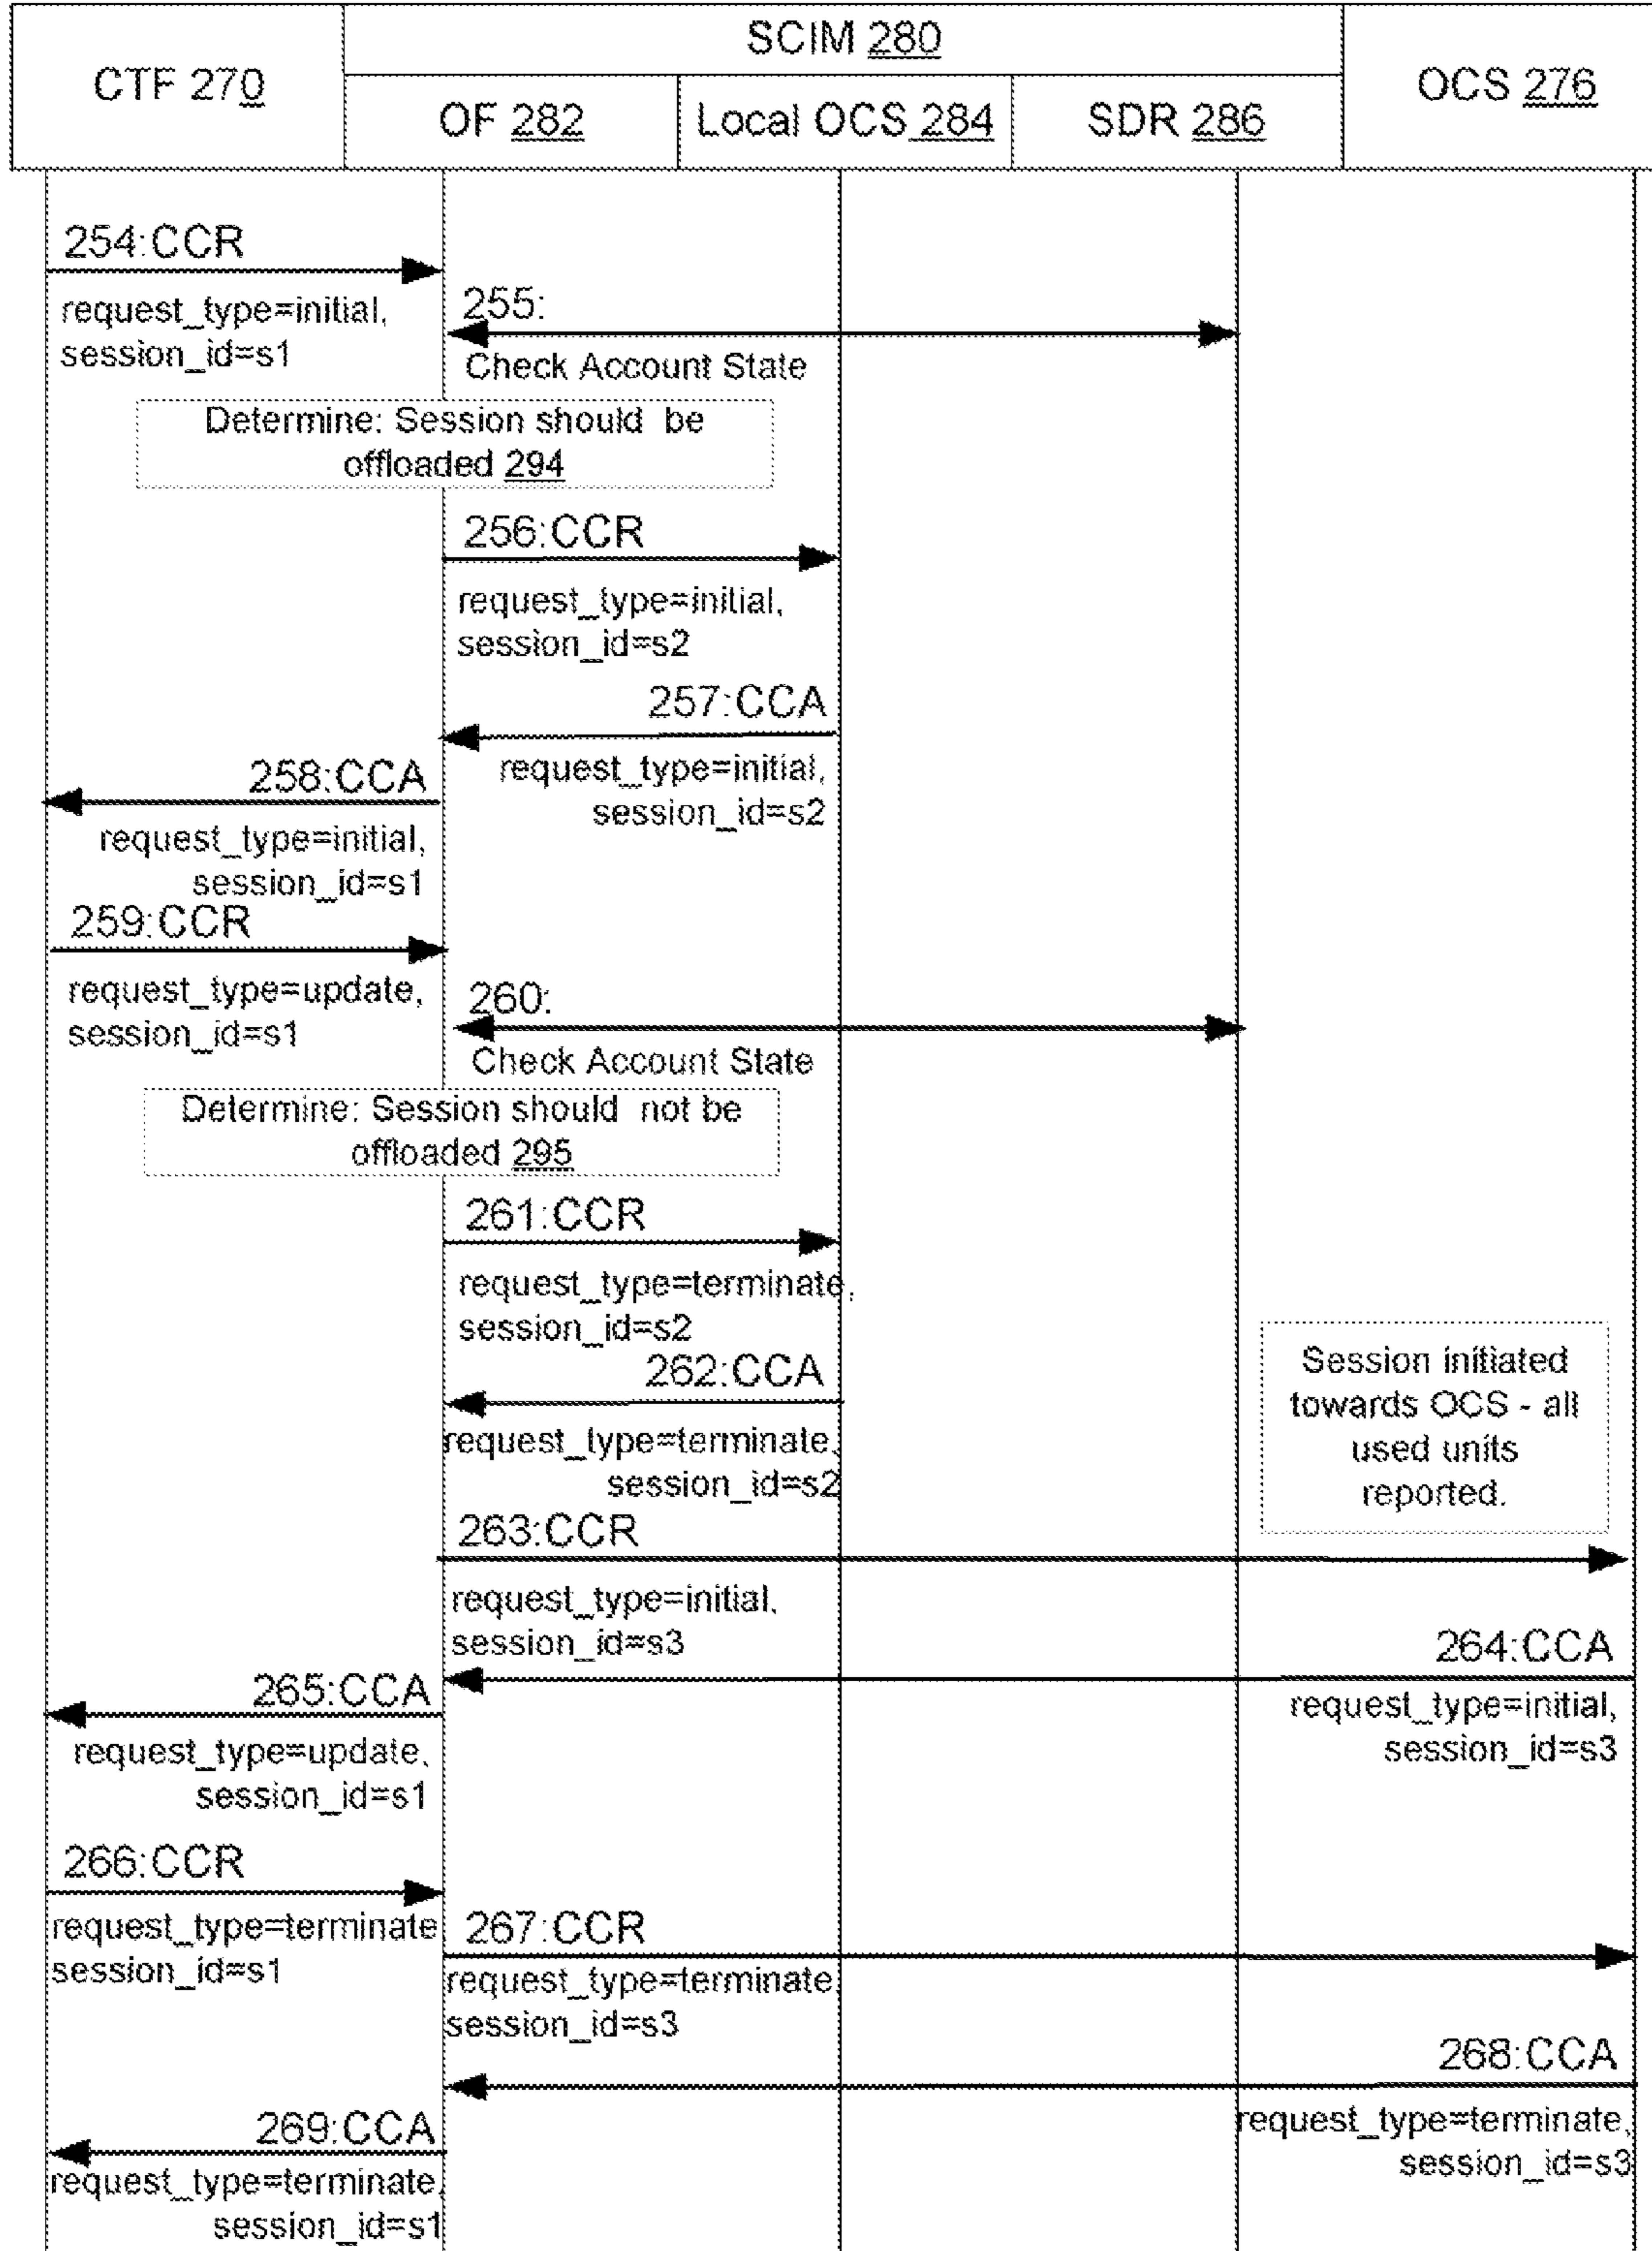 SCIM 280
CTF 270
OCS 276
OF 282
Local OCS 284
SDR 286
254:CCR
request_type=initial,
session_id=s1
255:
Check Account State
Determine: Session should be
offloaded 294
256:CCR
request_type=initial,
session_id=s2
257:CCA
request_type=initial,
session_id=s2
258:CCA
request_type=initial,
session_id=s1
259:CCR
request_type=update,
session_id=s1
260:
Check Account State
Determine: Session should not be
offloaded 295
261:CCR
request_type=terminate,
session_id=s2
262:CCA
request_type=terminate,
session_id=s2
Session initiated
towards OCS - all
used units
reported.
263:CCR
request_type=initial,
session_id=s3
264:CCA
request_type=initial,
session_id=s3
265:CCA
request_type=update,
session_id=s1
266:CCR
request_type=terminate
session_id=s1
267:CCR
request_type=terminate,
session_id=s3
268:CCA
request_type=terminate,
session_id=s3
269:CCA
request_type=terminate,
session_id=s1